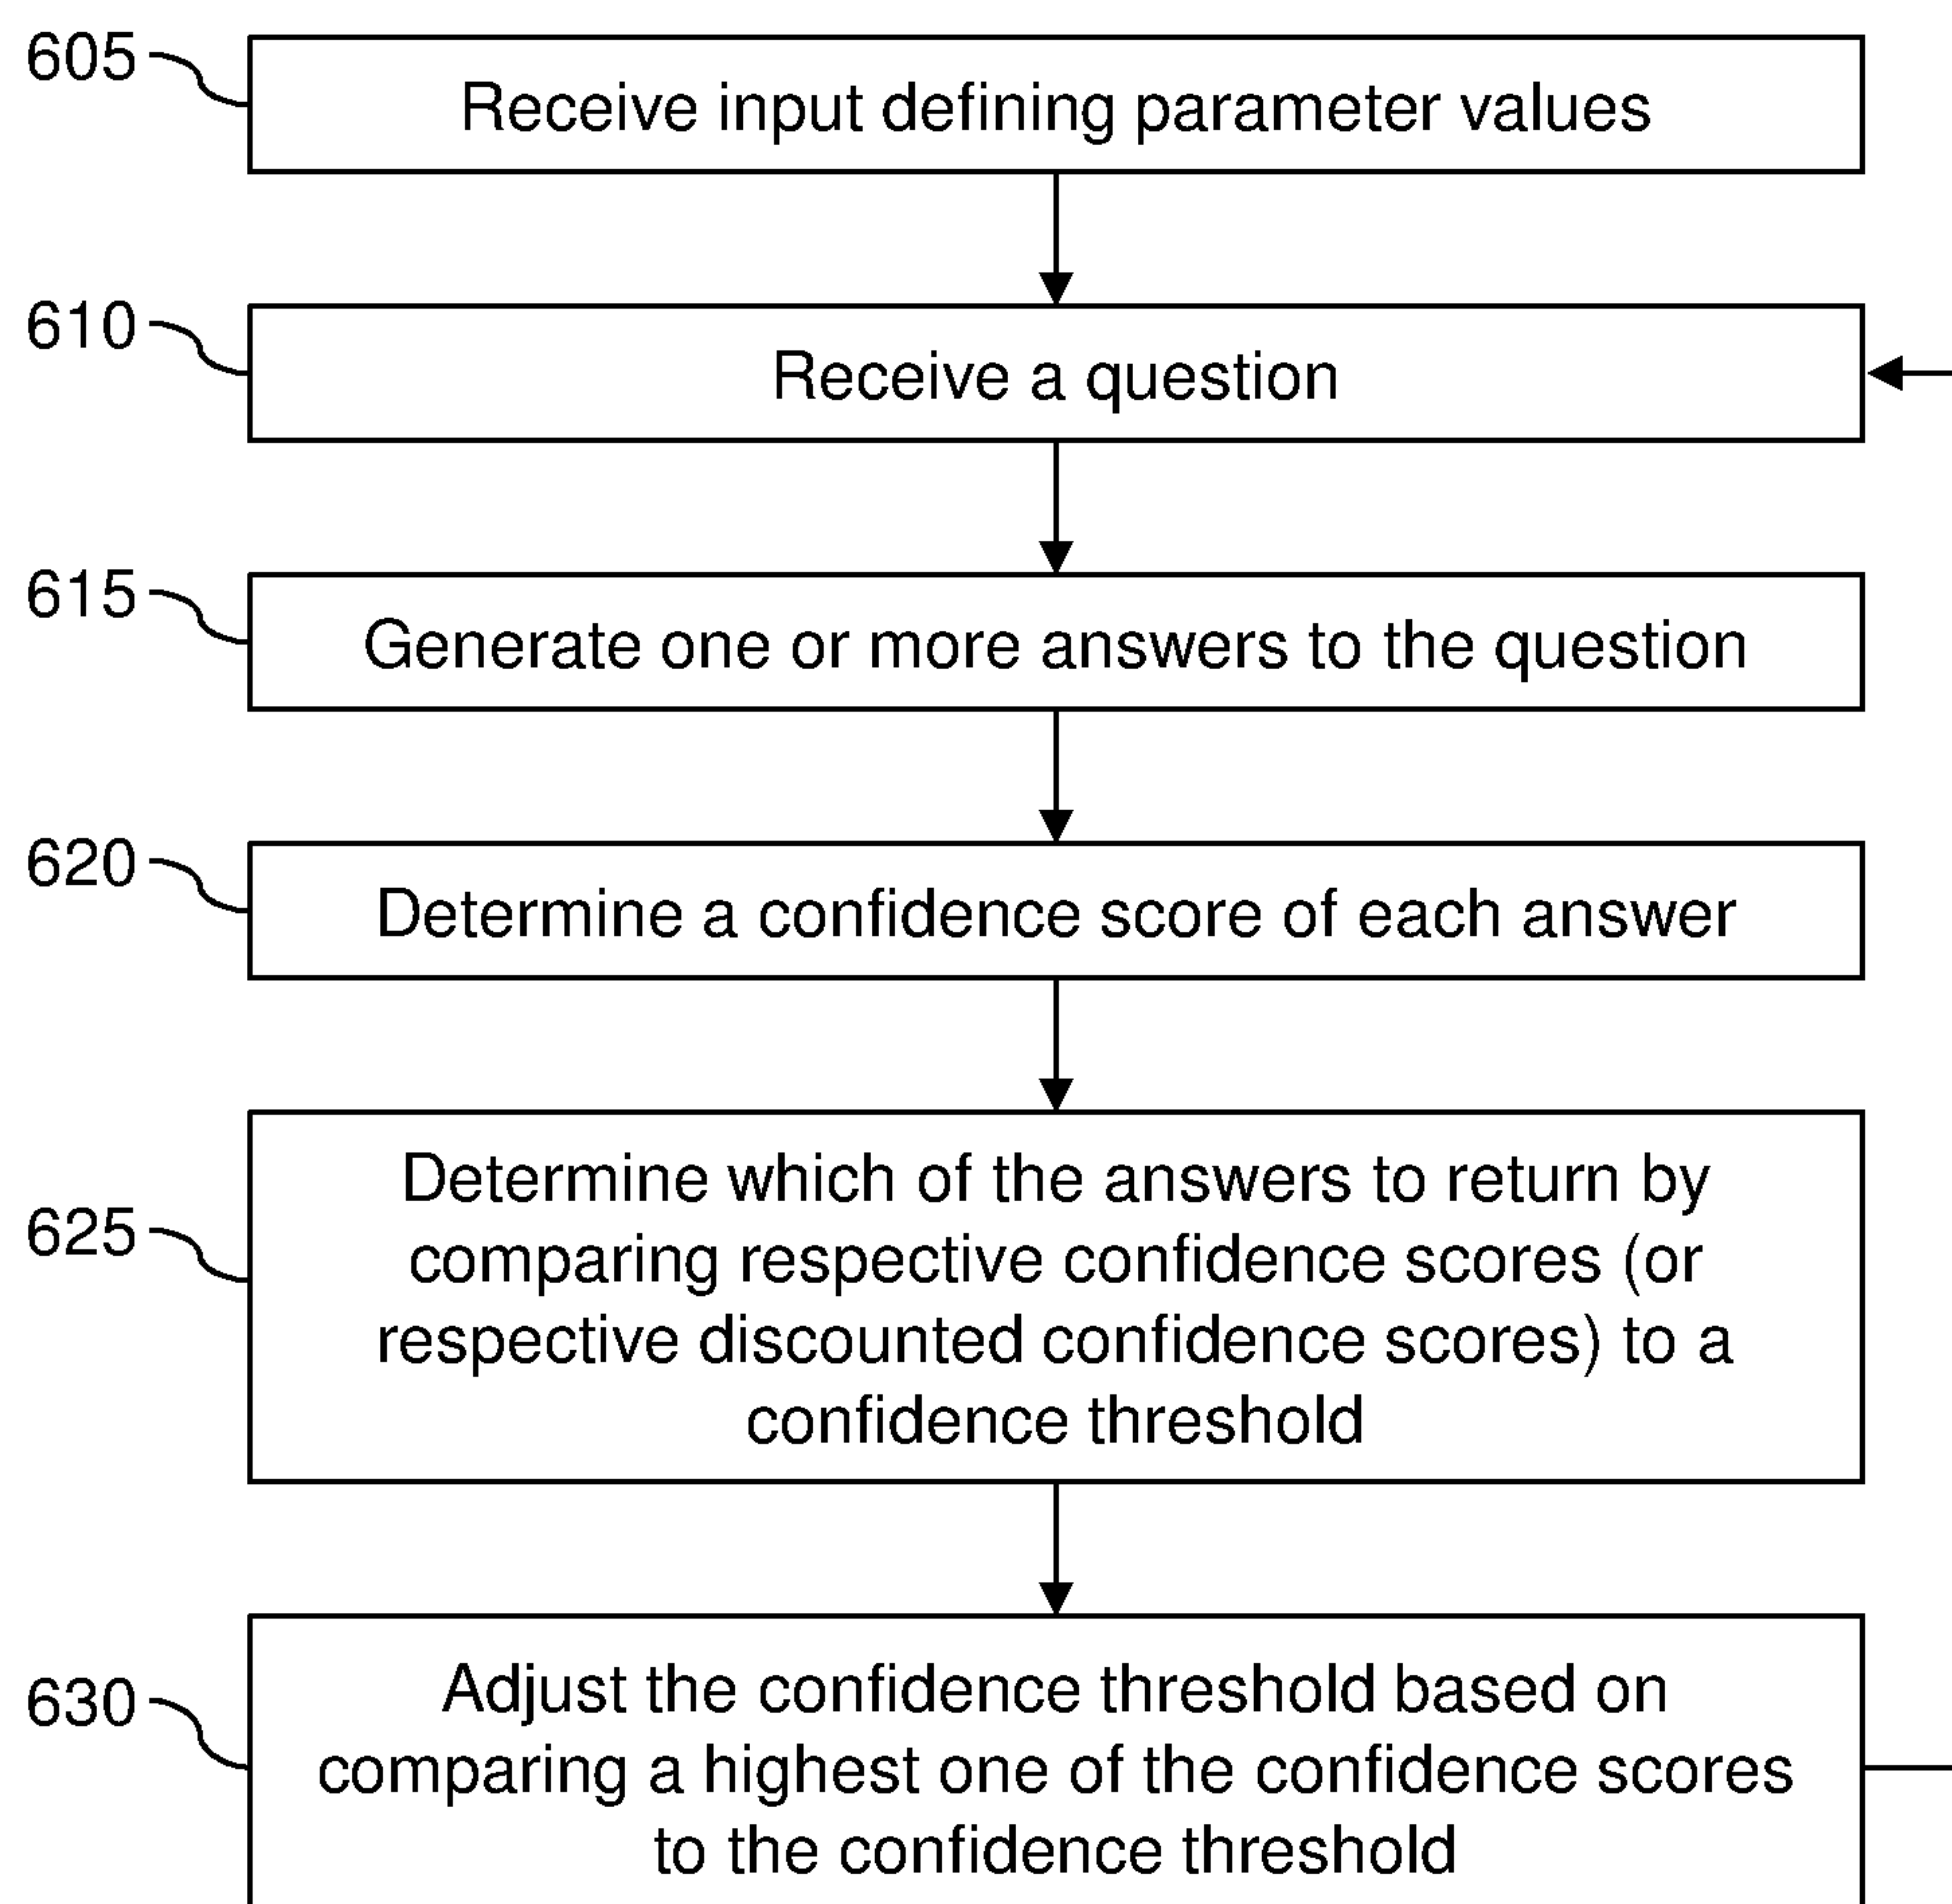 605
Receive input defining parameter values
610
Receive a question
615
Generate one or more answers to the question
620
Determine a confidence score of each answer
625
Determine which of the answers to return by
comparing respective confidence scores (or
respective discounted confidence scores) to a
confidence threshold
630
Adjust the confidence threshold based on
comparing a highest one of the confidence scores
to the confidence threshold